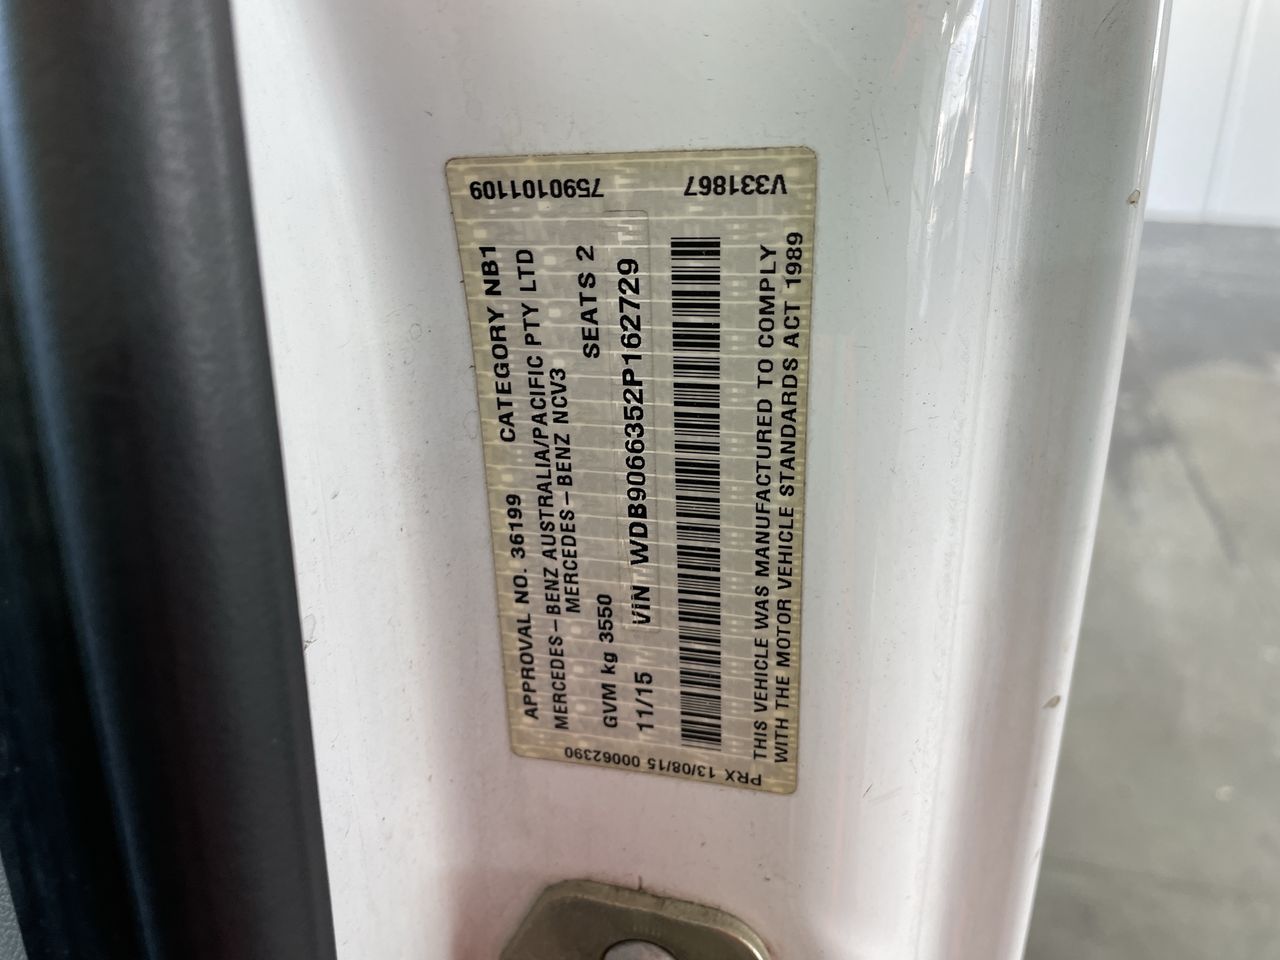 APPROVAL NO. 36199 CATEGORY NB1
MERCEDES-BENZ AUSTRALIA/PACIFIC PTY LTD
MERCEDES-BENZ NCV3
GVM kg 3550 SEATS 2
11/15 VIN WDB9066352P162729
THIS VEHICLE WAS MANUFACTURED TO COMPLY
WITH THE MOTOR VEHICLE STANDARDS ACT 1989
PRX 13/08/15 00062390
V331867 7590101109